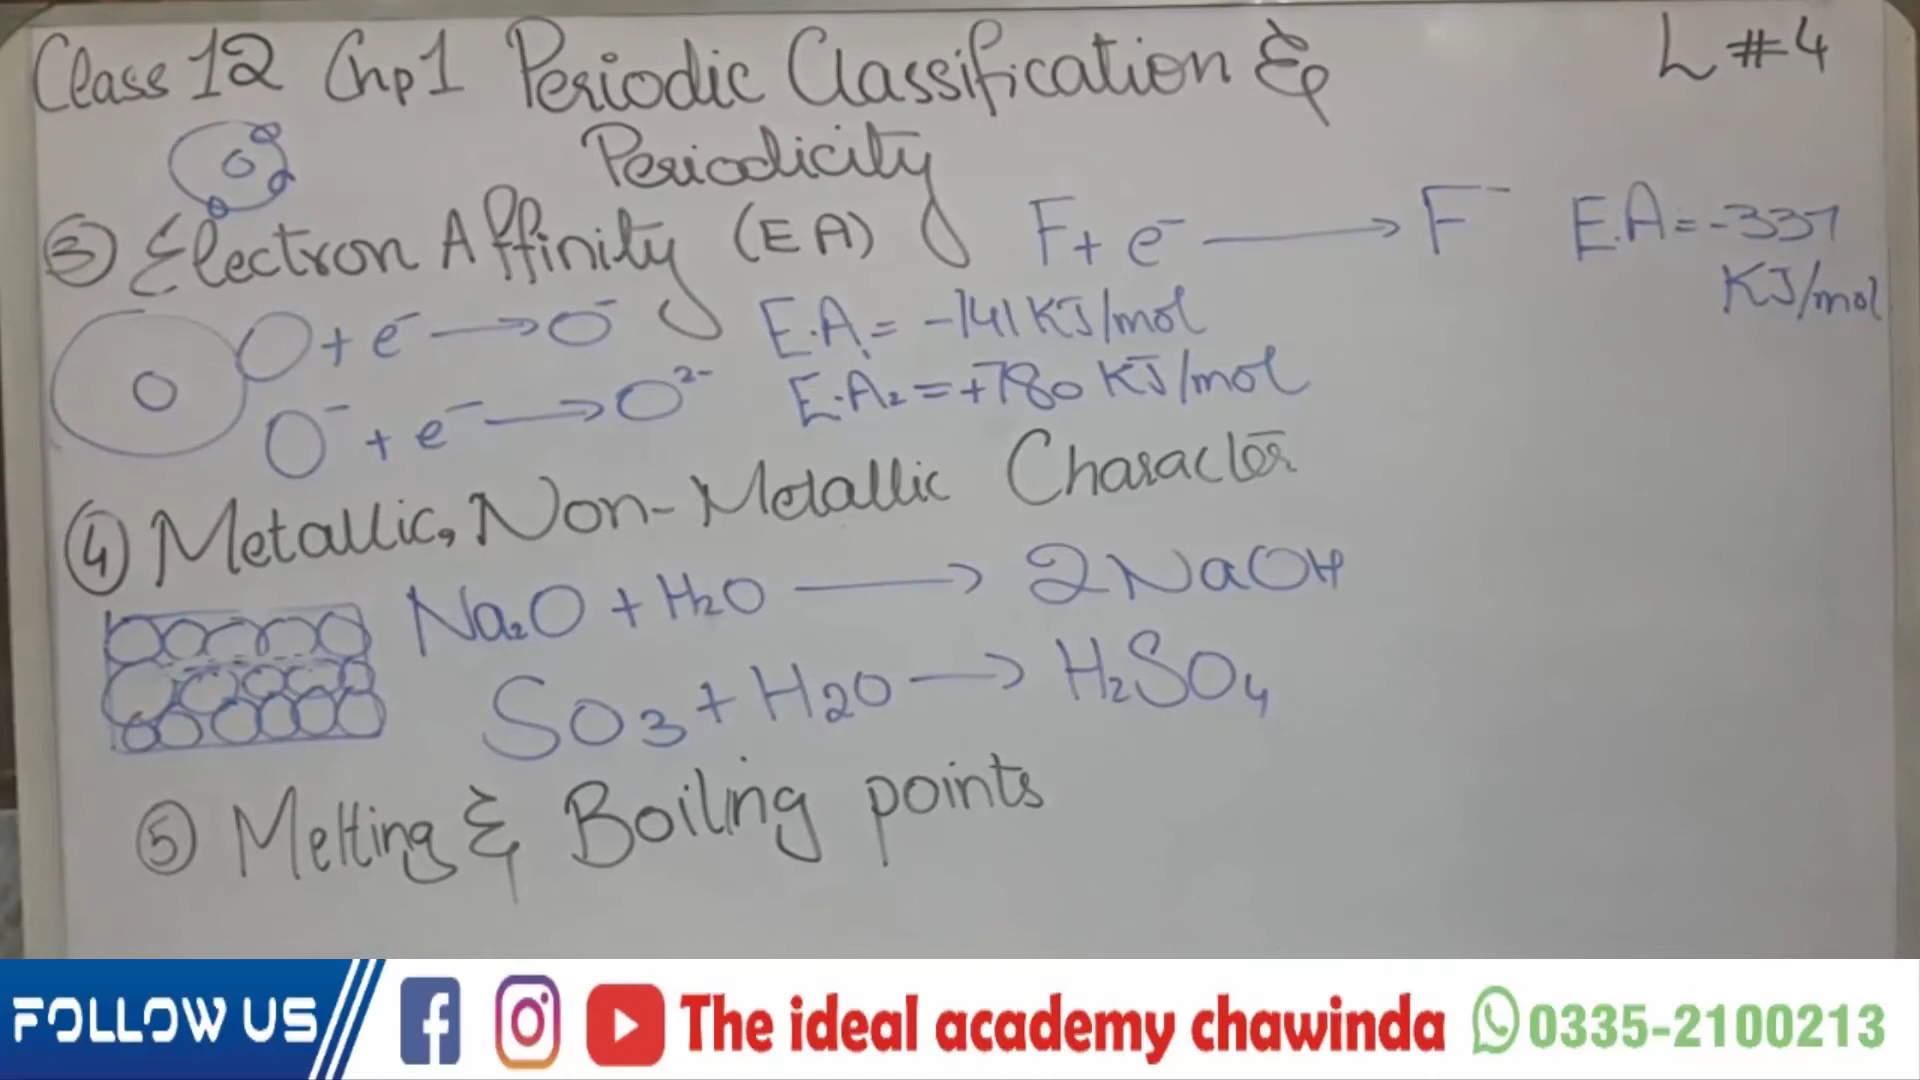 Class 12 Chp1 Periodic Classification & L #4
Periodicity
③ Electron Affinity (EA) F + e⁻ → F⁻ E.A = -337 KJ/mol
O + e⁻ → O⁻ E.A₁ = -141 KJ/mol
O⁻ + e⁻ → O²⁻ E.A₂ = +780 KJ/mol
④ Metallic, Non-Metallic Character
Na₂O + H₂O → 2NaOH
SO₃ + H₂O → H₂SO₄
⑤ Melting & Boiling points
FOLLOW US The ideal academy chawinda 0335-2100213